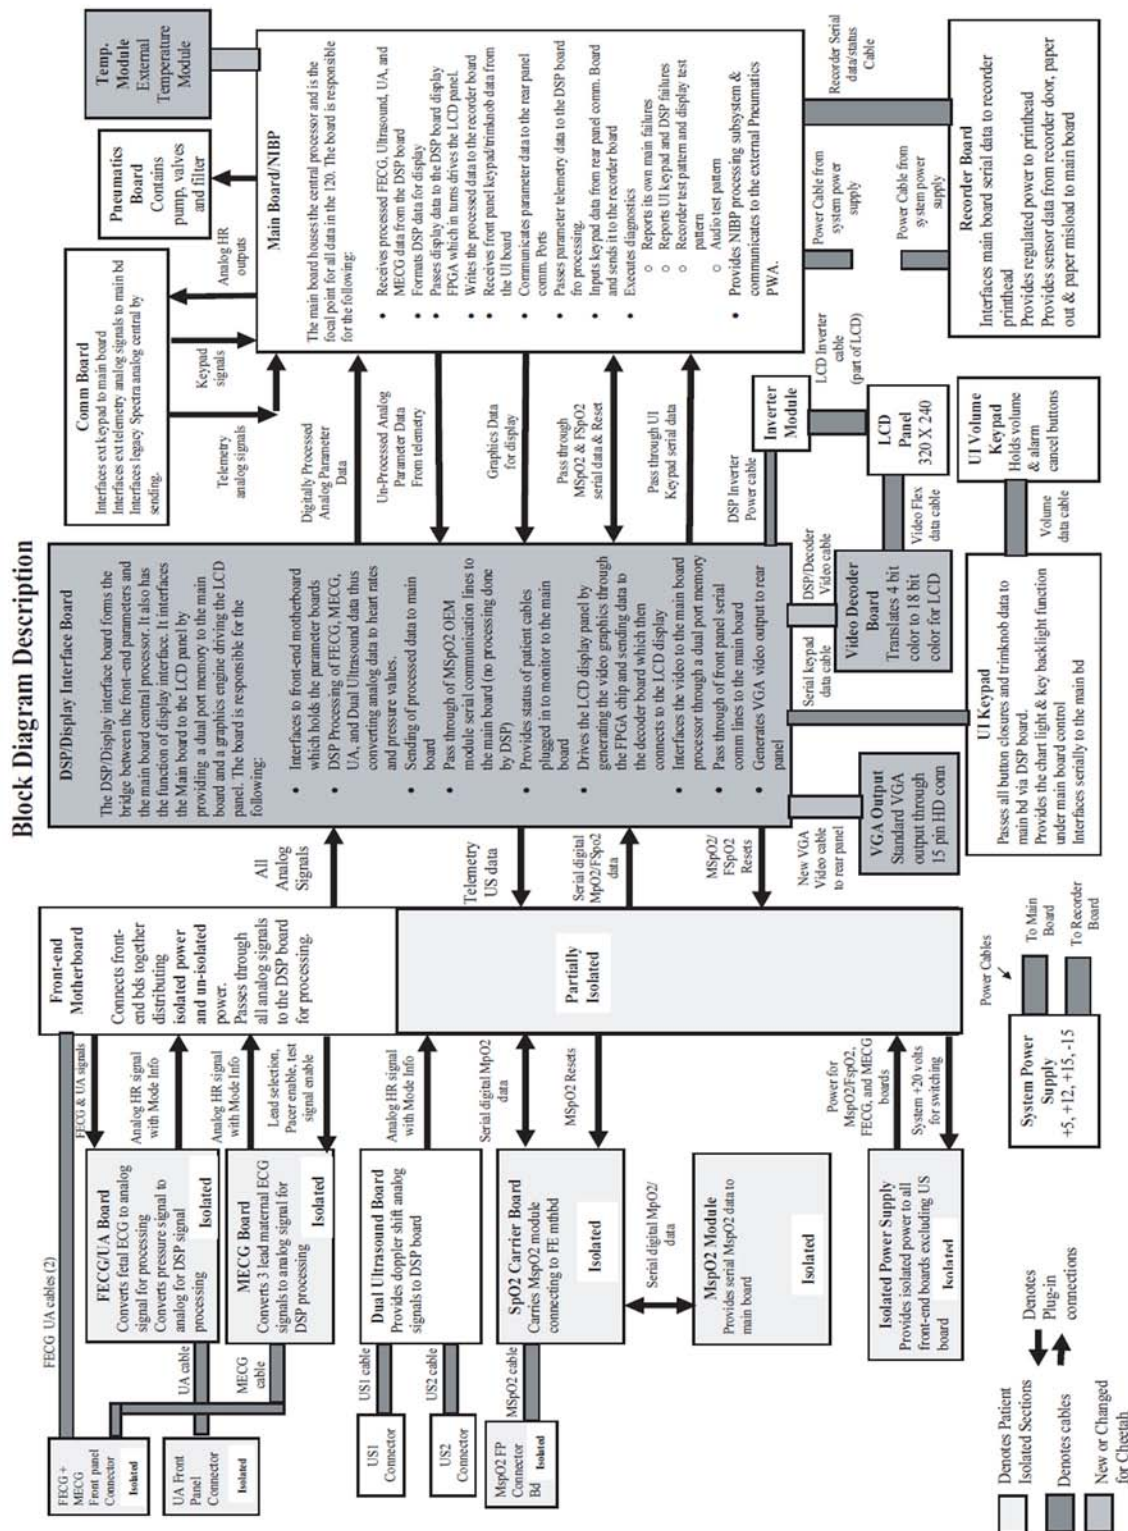 Block Diagram Description
FECG +
MECG
Front panel
Connector
Isolated
UA Front
Panel
Connector
Isolated
US1
Connector
US2
Connector
MspO2 FP
Connector
Bd Isolated
FECG UA cables (2)
UA cable
MECG
cable
US1 cable
US2 cable
MSpO2 cable
FECG/UA Board
Converts fetal ECG to analog
signal for processing
Converts pressure signal to
analog for DSP signal
processing
Isolated
MECG Board
Converts 3 lead maternal ECG
signals to analog signal for
DSP processing
Isolated
Dual Ultrasound Board
Provides doppler shift analog
signals to DSP board
SpO2 Carrier Board
Carries MspO2 module
connecting to FE mthbd
Isolated
Serial digital MpO2/
data
MspO2 Module
Provides serial MspO2 data to
main board
Isolated
Isolated Power Supply
Provides isolated power to all
front-end boards excluding US
board
Isolated
FECG & UA signals
Analog HR signal
with Mode Info
Analog HR signal
with Mode Info
Lead selection,
Pacer enable, test
signal enable
Analog HR signal
with Mode Info
Serial digital MpO2
data
MSpO2 Resets
Power for
MspO2/FspO2,
FECG, and MECG
boards
System +20 volts
for switching
Front-end
Motherboard
Connects front-
end bds together
distributing
isolated power
and un-isolated
power.
Passes through
all analog signals
to the DSP board
for processing.
Partially
Isolated
All
Analog
Signals
Telemetry
US data
Serial digital
MpO2/FSpo2
data
MSpO2/
FSpO2
Resets
DSP/Display Interface Board
The DSP/Display interface board forms the
bridge between the front–end parameters and
the main board central processor. It also has
the function of display interface. It interfaces
the Main board to the LCD panel by
providing a dual port memory to the main
board and a graphics engine driving the LCD
panel. The board is responsible for the
following:
• Interfaces to front-end motherboard
which holds the parameter boards
• DSP Processing of FECG, MECG,
UA, and Dual Ultrasound data thus
converting analog data to heart rates
and pressure values.
• Sending of processed data to main
board
• Pass through of MSpO2 OEM
module serial communication lines to
the main board (no processing done
by DSP)
• Provides status of patient cables
plugged in to monitor to the main
board
• Drives the LCD display panel by
generating the video graphics through
the FPGA chip and sending data to
the decoder board which then
connects to the LCD display
• Interfaces the video to the main board
processor through a dual port memory
• Pass through of front panel serial
comm lines to the main board
• Generates VGA video output to rear
panel
Comm Board
Interfaces ext keypad to main board
Interfaces ext telemetry analog signals to main bd
Interfaces legacy Spectra analog central by
sending.
Telemetry
analog signals
Keypad
signals
Analog HR
outputs
Pneumatics
Board
Contains
pump, valves
and filter
Temp.
Module
External
Temperature
Module
Digitally Processed
Analog Parameter
Data
Un-Processed Analog
Parameter Data
From telemetry
Graphics Data
for display
Pass through
MSpO2 & FSpO2
serial data & Reset
Pass through UI
Keypad serial data
Main Board/NIBP
The main board houses the central processor and is the
focal point for all data in the 120. The board is responsible
for the following:
• Receives processed FECG, Ultrasound, UA, and
MECG data from the DSP board
• Formats DSP data for display
• Passes display data to the DSP board display
FPGA which in turns drives the LCD panel.
• Writes the processed data to the recorder board
• Receives front panel keypad/trimknob data from
the UI board
• Communicates parameter data to the rear panel
comm. Ports
• Passes parameter telemetry data to the DSP board
fro processing.
• Inputs keypad data from rear panel comm. Board
and sends it to the recorder board
• Executes diagnostics
○ Reports its own main failures
○ Reports UI keypad and DSP failures
○ Recorder test pattern and display test
pattern
○ Audio test pattern
• Provides NIBP processing subsystem &
communicates to the external Pneumatics
PWA.
New VGA
Video cable
to rear panel
VGA Output
Standard VGA
output through
15 pin HD conn
Serial keypad
data cable
DSP/Decoder
Video cable
Video Decoder
Board
Translates 4 bit
color to 18 bit
color for LCD
DSP Inverter
Power cable
Inverter
Module
LCD Inverter
cable
(part of LCD)
Video Flex
data cable
LCD
Panel
320 X 240
UI Keypad
Passes all button closures and trimknob data to
main bd via DSP board.
Provides the chart light & key backlight function
under main board control
Interfaces serially to the main bd
Volume
data cable
UI Volume
Keypad
Holds volume
& alarm
cancel buttons
Power Cable from
system power
supply
Power Cable from
system power
supply
Recorder Serial
data/status
Cable
Recorder Board
Interfaces main board serial data to recorder
printhead
Provides regulated power to printhead
Provides sensor data from recorder door, paper
out & paper misload to main board
System Power
Supply
+5, +12, +15, -15
Power Cables
To Main
Board
To Recorder
Board
Denotes Patient
Isolated Sections
Denotes cables
New or Changed
for Cheetah
Denotes
Plug-in
connections